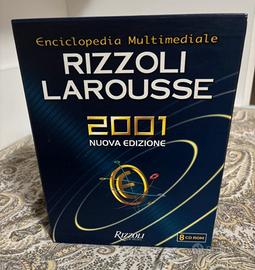 Enciclopedia Multimediale
RIZZOLI
LAROUSSE
2001
NUOVA EDIZIONE
RIZZOLI
8 CD ROM